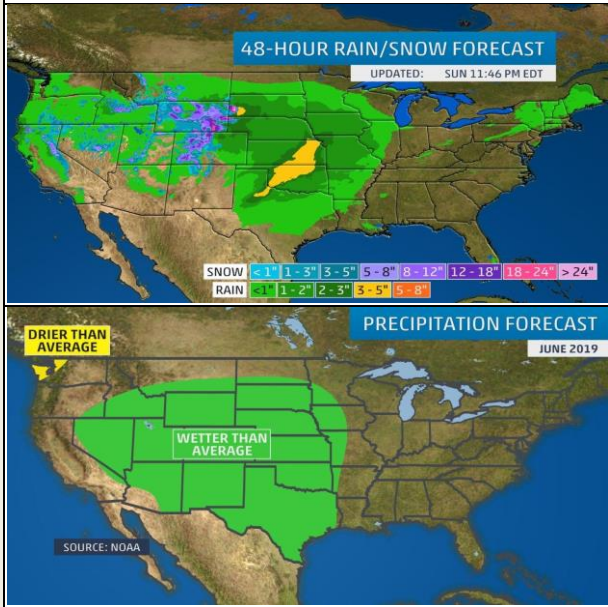 48-HOUR RAIN/SNOW FORECAST
UPDATED: SUN 11:46 PM EDT
SNOW <1" 1 - 3" 3 - 5" 5 - 8" 8 - 12" 12 - 18" 18 - 24" > 24"
RAIN <1" 1 - 2" 2 - 3" 3 - 5" 5 - 8"
PRECIPITATION FORECAST
JUNE 2019
DRIER THAN
AVERAGE
WETTER THAN
AVERAGE
SOURCE: NOAA